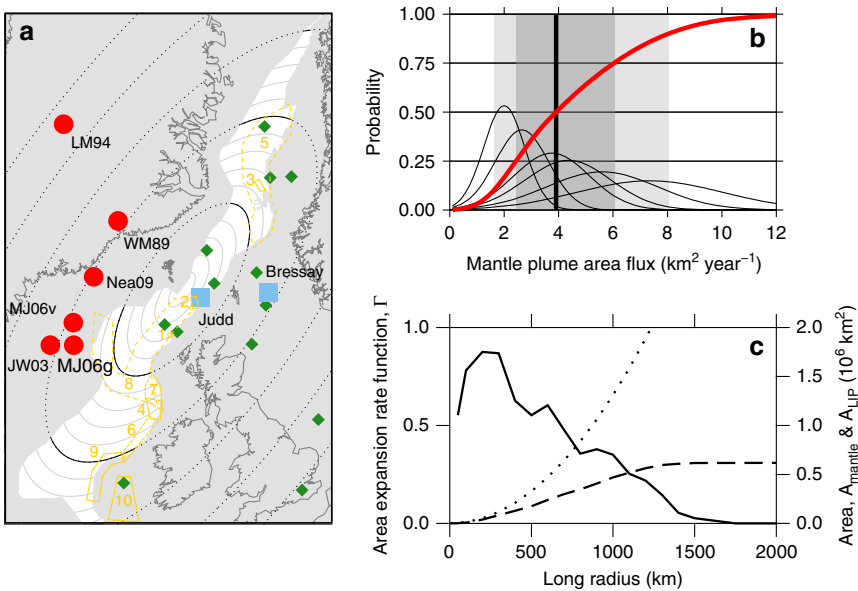 a
LM94
WM89
Nea09
MJ06v
JW03
MJ06g
Bressay
Judd
5
3
8
7
4
6
9
10
b
Probability
1.00
0.75
0.50
0.25
0.00
0
2
4
6
8
10
12
Mantle plume area flux (km² year⁻¹)
c
Area expansion rate function, Γ
1.0
0.5
0.0
2.0
1.5
1.0
0.5
0.0
Area, A_mantle & A_LIP (10⁶ km²)
0
500
1000
1500
2000
Long radius (km)